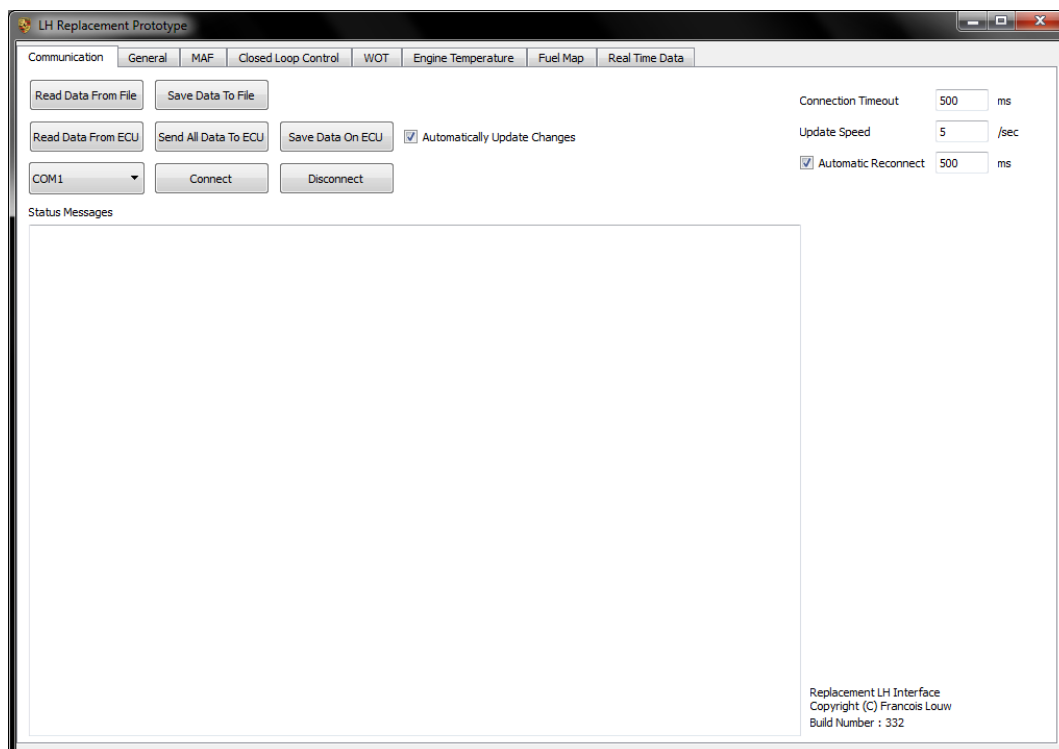 LH Replacement Prototype
Communication General MAF Closed Loop Control WOT Engine Temperature Fuel Map Real Time Data
Read Data From File Save Data To File
Connection Timeout 500 ms
Read Data From ECU Send All Data To ECU Save Data On ECU Automatically Update Changes
Update Speed 5 /sec
COM1 Connect Disconnect
Automatic Reconnect 500 ms
Status Messages
Replacement LH Interface
Copyright (C) Francois Louw
Build Number : 332